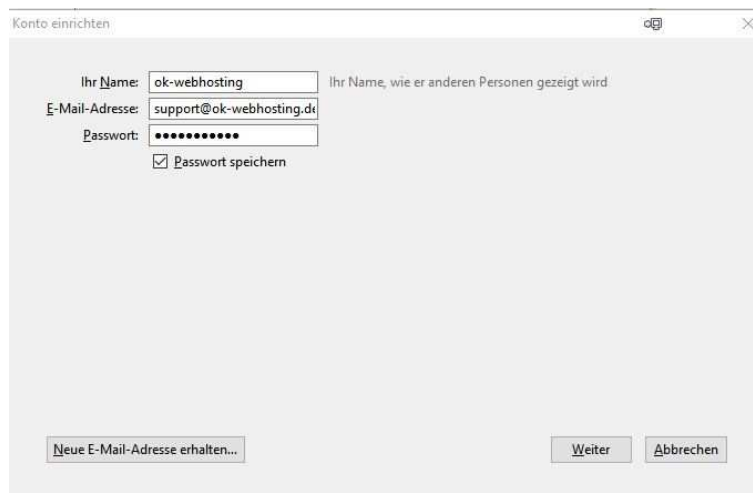 Konto einrichten
Ihr Name: ok-webhosting Ihr Name, wie er anderen Personen gezeigt wird
E-Mail-Adresse: support@ok-webhosting.de
Passwort: ●●●●●●●●●●●
Passwort speichern
Neue E-Mail-Adresse erhalten... Weiter Abbrechen